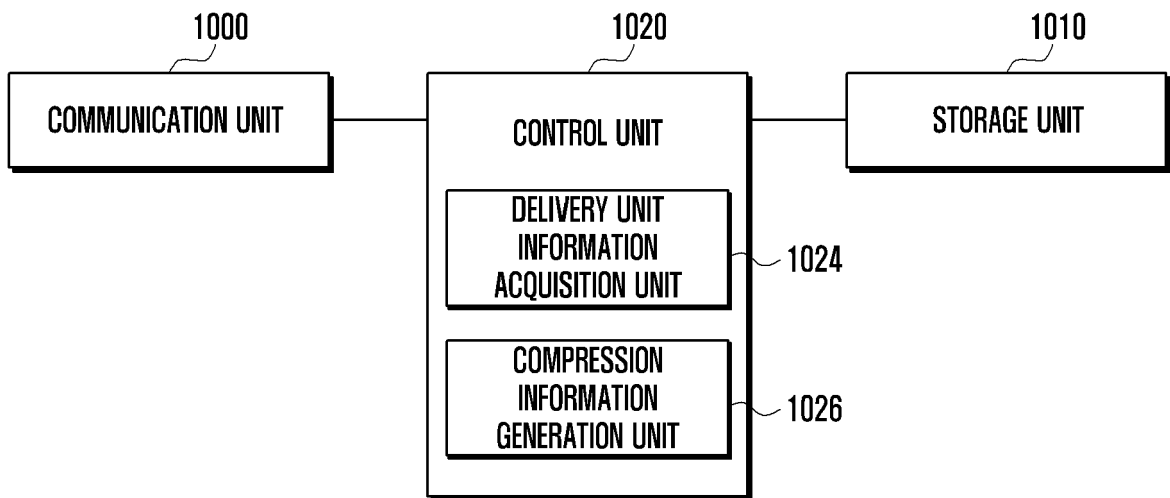 1000
1020
1010
COMMUNICATION UNIT
CONTROL UNIT
STORAGE UNIT
DELIVERY UNIT
INFORMATION
ACQUISITION UNIT
1024
COMPRESSION
INFORMATION
GENERATION UNIT
1026